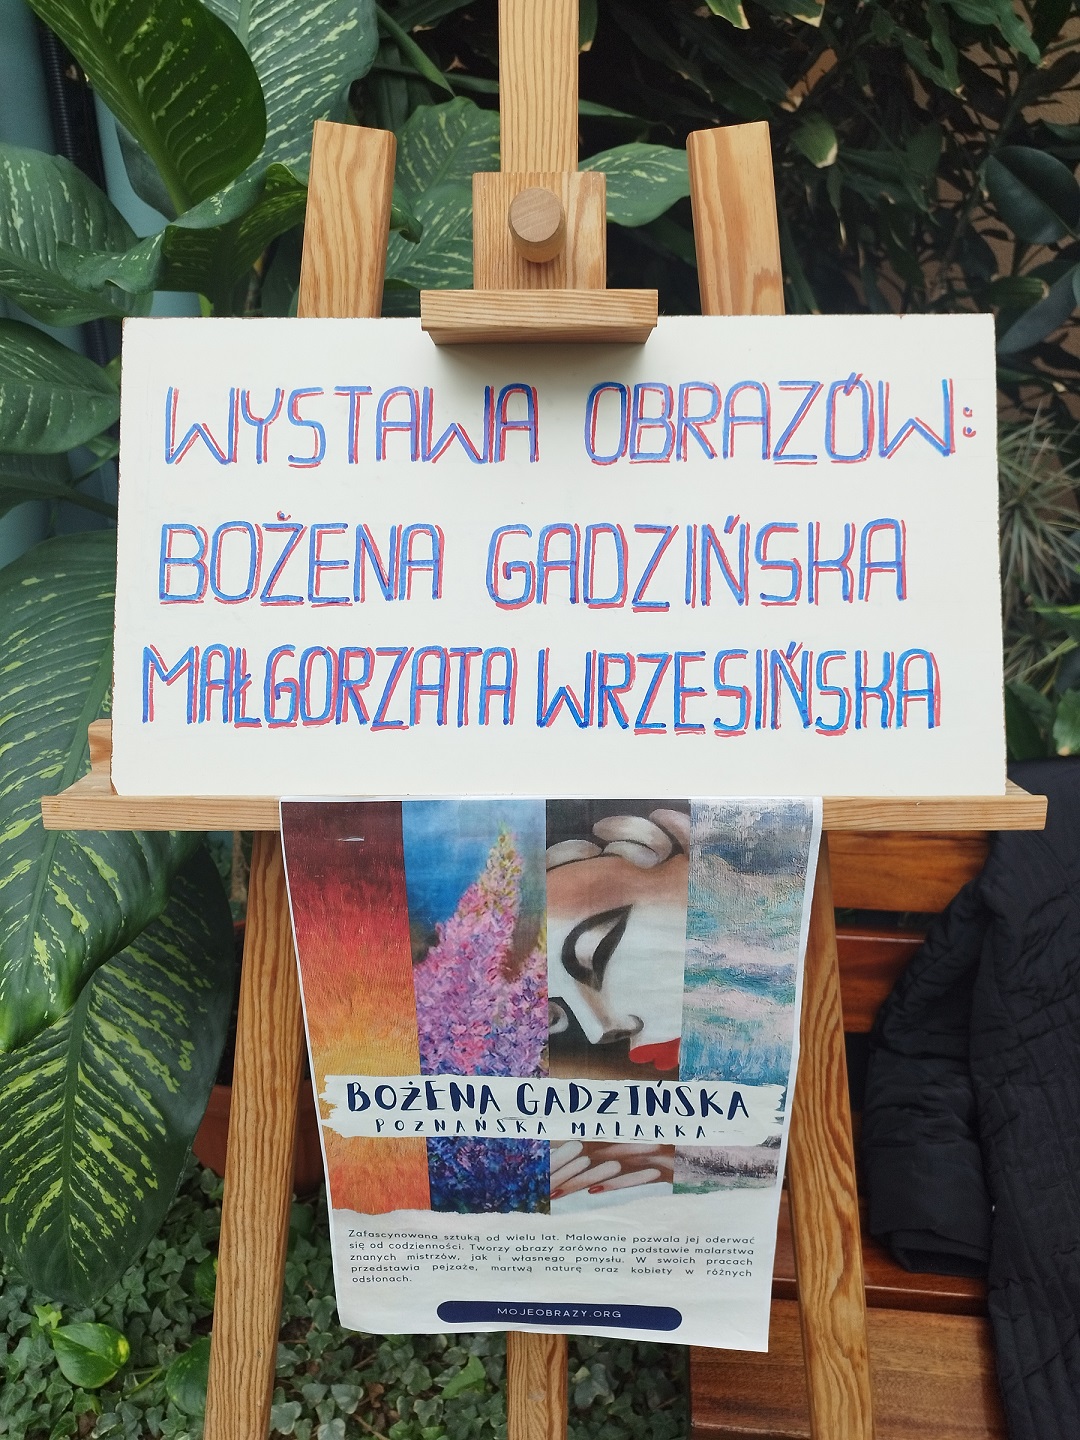 WYSTAWA OBRAZÓW:
BOŻENA GADZIŃSKA
MAŁGORZATA WRZESIŃSKA
BOŻENA GADZIŃSKA
POZNAŃSKA MALARKA
Zafascynowana sztuką od wielu lat. Malowanie pozwala jej oderwać
się od codzienności. Tworzy obrazy zarówno na podstawie malarstwa
znanych mistrzów, jak i własnego pomysłu. W swoich pracach
przedstawia pejzaże, martwą naturę oraz kobiety w różnych
odsłonach.
MOJEOBRAZY.ORG